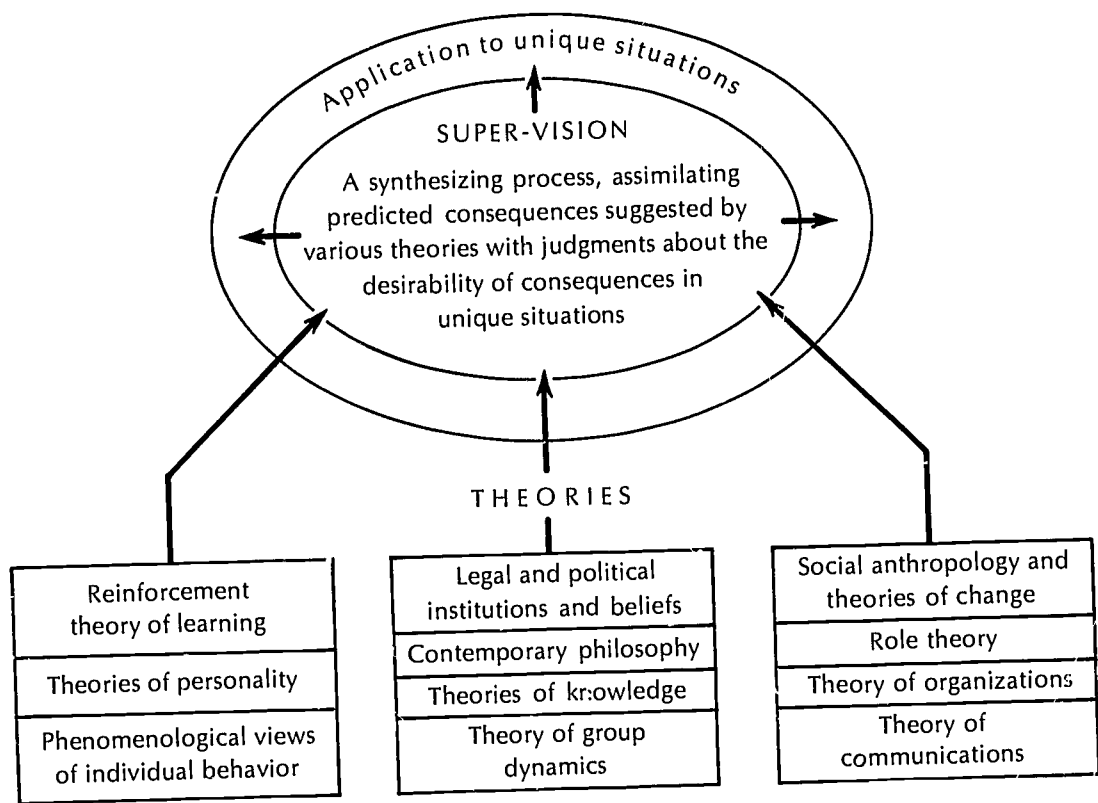 Application to unique situations
SUPER-VISION
A synthesizing process, assimilating
predicted consequences suggested by
various theories with judgments about the
desirability of consequences in
unique situations
THEORIES
Reinforcement
theory of learning
Theories of personality
Phenomenological views
of individual behavior
Legal and political
institutions and beliefs
Contemporary philosophy
Theories of knowledge
Theory of group
dynamics
Social anthropology and
theories of change
Role theory
Theory of organizations
Theory of
communications